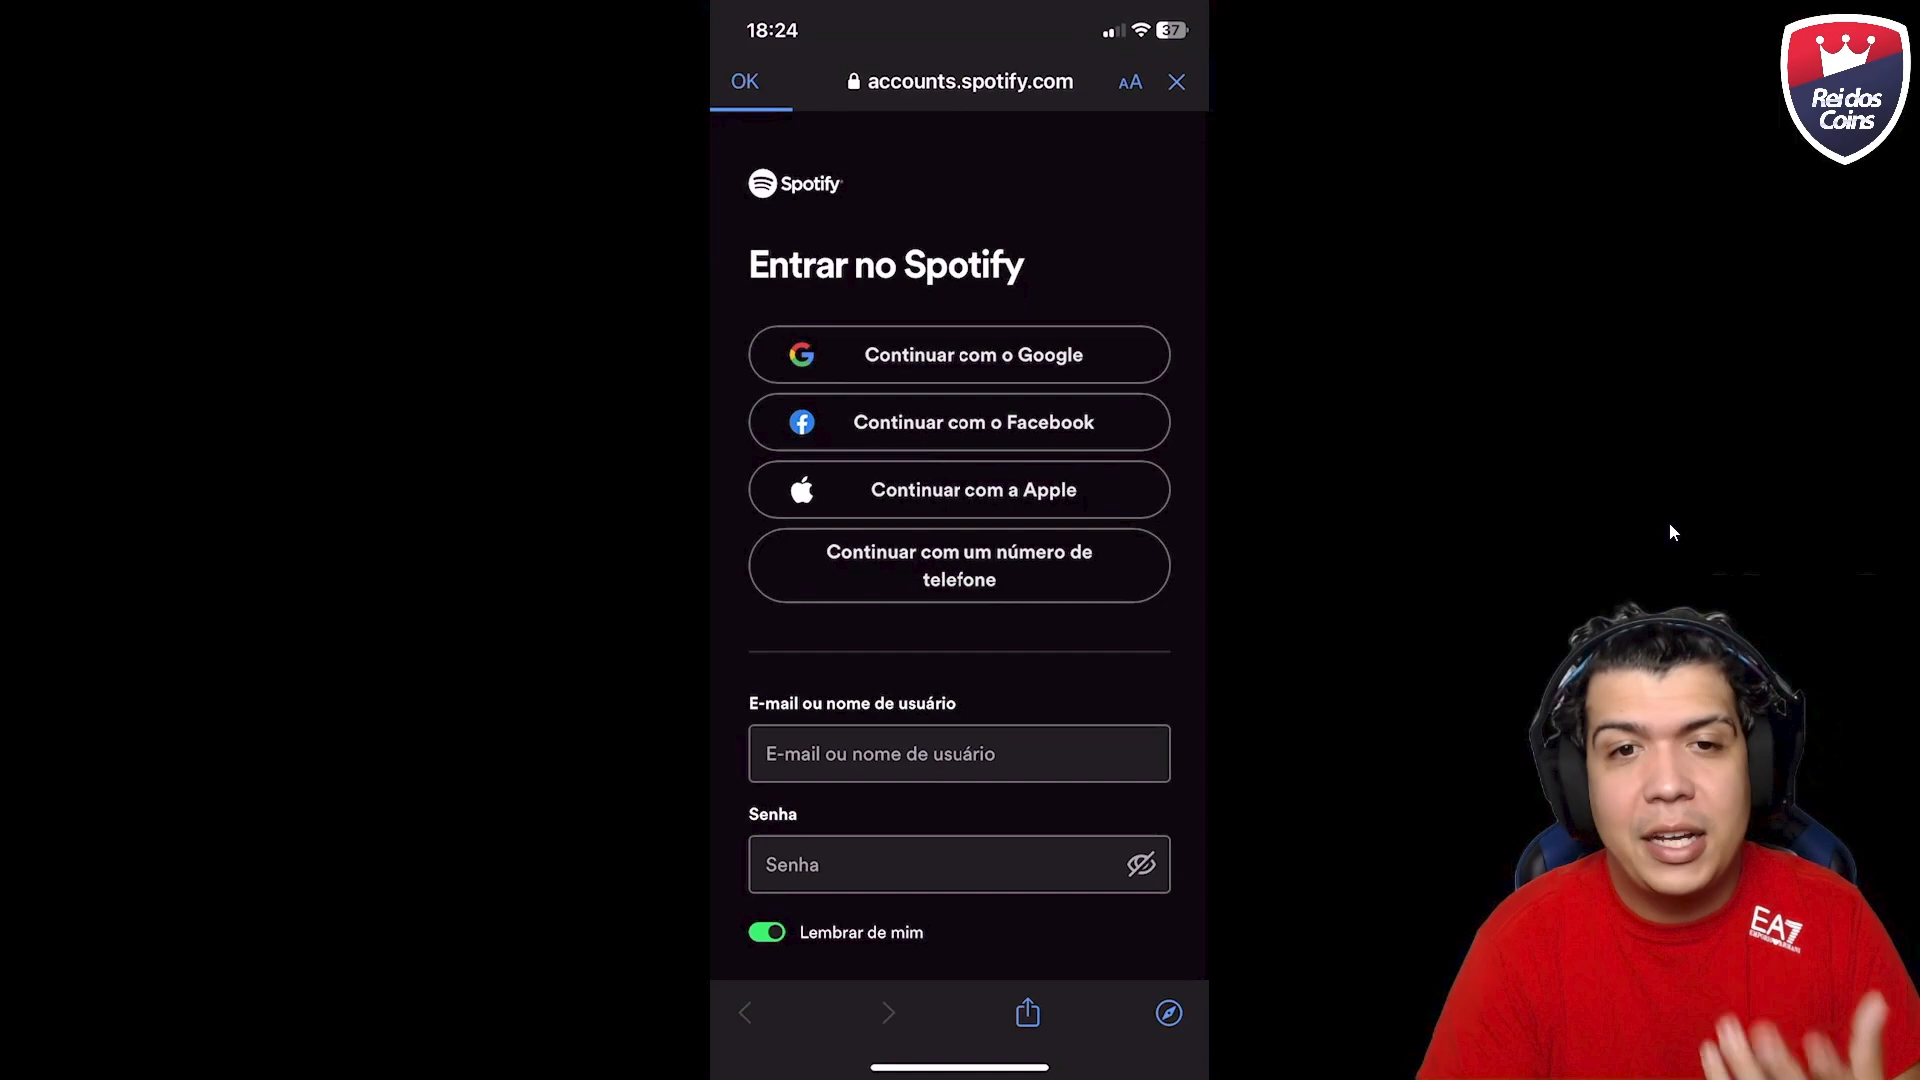 18:24
37
OK
accounts.spotify.com
AA
Rei dos
Coins
Spotify
Entrar no Spotify
Continuar com o Google
Continuar com o Facebook
Continuar com a Apple
Continuar com um número de
telefone
E-mail ou nome de usuário
E-mail ou nome de usuário
Senha
Senha
Lembrar de mim
EA7
EMPORIO ARMANI